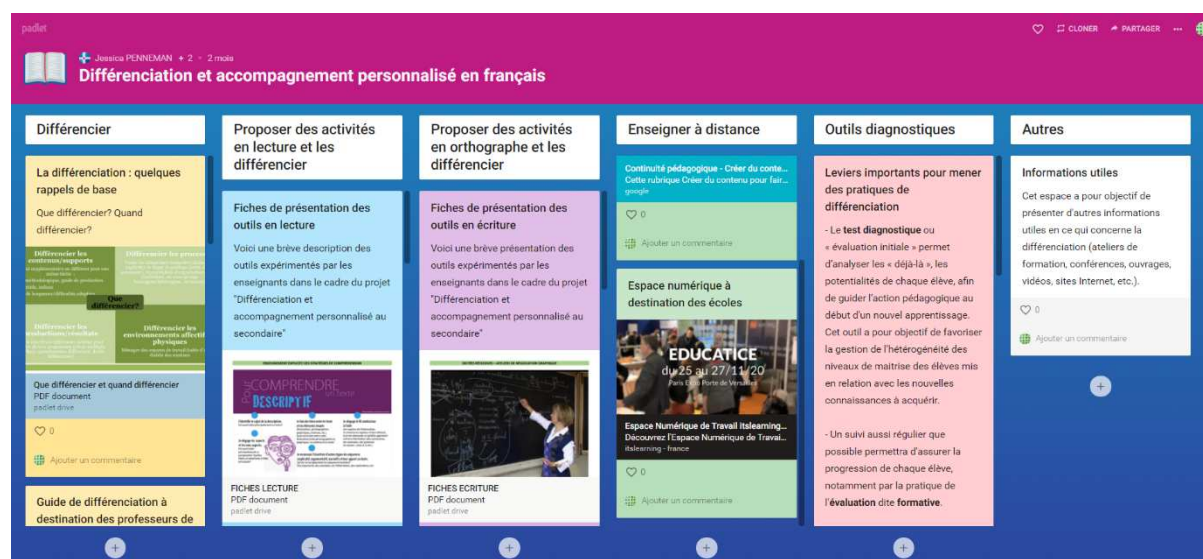 padlet
CLONER
PARTAGER
Jessica PENNEMAN + 2 • 2 mois
Différenciation et accompagnement personnalisé en français
Différencier
La différenciation : quelques
rappels de base
Que différencier? Quand
différencier?
Différencier les
contenus/supports
Que
différencier?
Différencier les
physiques
Que différencier et quand différencier
PDF document
padlet drive
0
Ajouter un commentaire
Guide de différenciation à
destination des professeurs de
Proposer des activités
en lecture et les
différencier
Fiches de présentation des
outils en lecture
Voici une brève description des
outils expérimentés par les
enseignants dans le cadre du projet
"Différenciation et
accompagnement personnalisé au
secondaire"
COMPRENDRE
DESCRIPTIF
FICHES LECTURE
PDF document
padlet drive
Proposer des activités
en orthographe et les
différencier
Fiches de présentation des
outils en écriture
Voici une brève présentation des
outils expérimentés par les
enseignants dans le cadre du projet
"Différenciation et
accompagnement personnalisé au
secondaire"
FICHES ECRITURE
PDF document
padlet drive
Enseigner à distance
Continuité pédagogique - Créer du conte...
Cette rubrique Créer du contenu pour fair...
google
0
Ajouter un commentaire
Espace numérique à
destination des écoles
EDUCATICE
du 25 au 27/11/20
Paris Expo Porte de Versailles
Espace Numérique de Travail itslearning...
Découvrez l'Espace Numérique de Travai...
itslearning - france
0
Ajouter un commentaire
Outils diagnostiques
Leviers importants pour mener
des pratiques de
différenciation
- Le test diagnostique ou
« évaluation initiale » permet
d'analyser les « déjà-là », les
potentialités de chaque élève, afin
de guider l'action pédagogique au
début d'un nouvel apprentissage.
Cet outil a pour objectif de favoriser
la gestion de l'hétérogénéité des
niveaux de maitrise des élèves mis
en relation avec les nouvelles
connaissances à acquérir.
- Un suivi aussi régulier que
possible permettra d'assurer la
progression de chaque élève,
notamment par la pratique de
l'évaluation dite formative.
Autres
Informations utiles
Cet espace a pour objectif de
présenter d'autres informations
utiles en ce qui concerne la
différenciation (ateliers de
formation, conférences, ouvrages,
vidéos, sites Internet, etc.).
0
Ajouter un commentaire